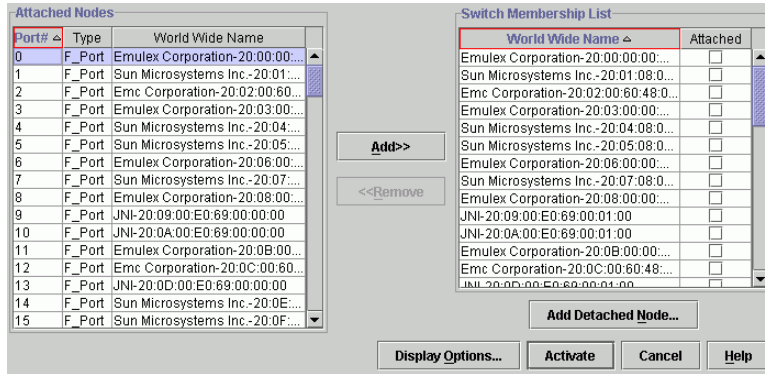 Attached Nodes
Port# Type World Wide Name
0 F_Port Emulex Corporation-20:00:00:...
1 F_Port Sun Microsystems Inc.-20:01:...
2 F_Port Emc Corporation-20:02:00:60...
3 F_Port Emulex Corporation-20:03:00:...
4 F_Port Sun Microsystems Inc.-20:04:...
5 F_Port Sun Microsystems Inc.-20:05:...
6 F_Port Emulex Corporation-20:06:00:...
7 F_Port Sun Microsystems Inc.-20:07:...
8 F_Port Emulex Corporation-20:08:00:...
9 F_Port JNI-20:09:00:E0:69:00:00:00
10 F_Port JNI-20:0A:00:E0:69:00:00:00
11 F_Port Emulex Corporation-20:0B:00...
12 F_Port Emc Corporation-20:0C:00:60...
13 F_Port JNI-20:0D:00:E0:69:00:00:00
14 F_Port Sun Microsystems Inc.-20:0E:...
15 F_Port Sun Microsystems Inc.-20:0F:...
Add>>
<<Remove
Switch Membership List
World Wide Name Attached
Emulex Corporation-20:00:00:00:...
Sun Microsystems Inc.-20:01:08:0...
Emc Corporation-20:02:00:60:48:0...
Emulex Corporation-20:03:00:00:...
Sun Microsystems Inc.-20:04:08:0...
Sun Microsystems Inc.-20:05:08:0...
Emulex Corporation-20:06:00:00:...
Sun Microsystems Inc.-20:07:08:0...
Emulex Corporation-20:08:00:00:...
JNI-20:09:00:E0:69:00:01:00
JNI-20:0A:00:E0:69:00:01:00
Emulex Corporation-20:0B:00:00:...
Emc Corporation-20:0C:00:60:48:...
JNI-20:0D:00:E0:69:00:01:00
Add Detached Node...
Display Options... Activate Cancel Help